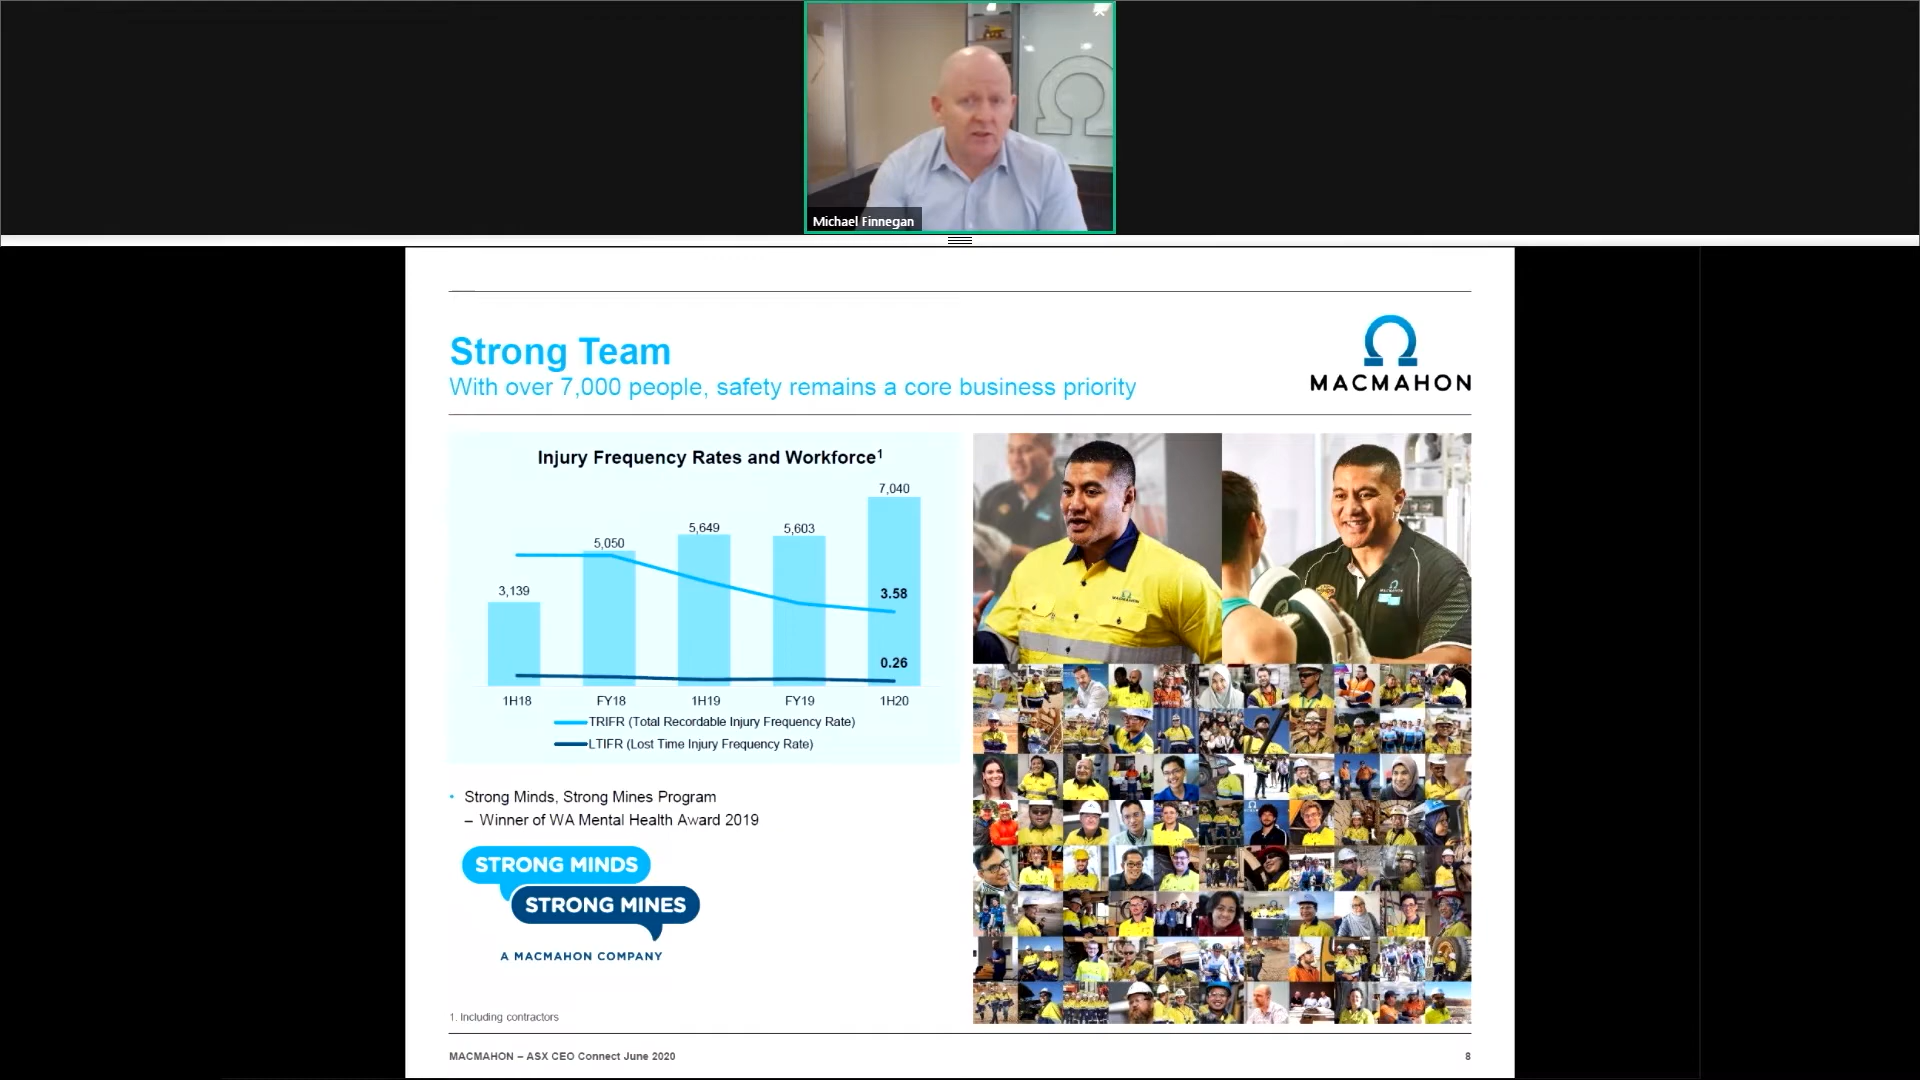 Michael Finnegan
Strong Team
With over 7,000 people, safety remains a core business priority
MACMAHON
Injury Frequency Rates and Workforce1
7,040
5,649
5,603
5,050
3,139
3.58
0.26
1H18 FY18 1H19 FY19 1H20
TRIFR (Total Recordable Injury Frequency Rate)
LTIFR (Lost Time Injury Frequency Rate)
• Strong Minds, Strong Mines Program
– Winner of WA Mental Health Award 2019
STRONG MINDS
STRONG MINES
A MACMAHON COMPANY
1. Including contractors
MACMAHON – ASX CEO Connect June 2020
8